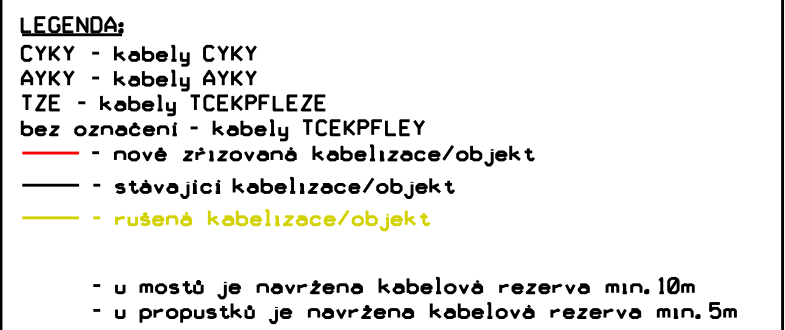 LEGENDA:
CYKY - kabely CYKY
AYKY - kabely AYKY
TZE - kabely TCEKPFLEZE
bez označení - kabely TCEKPFLEY
- nově zřizovaná kabelizace/objekt
- stávající kabelizace/objekt
- rušená kabelizace/objekt
- u mostů je navržena kabelová rezerva min. 10m
- u propustků je navržena kabelová rezerva min. 5m